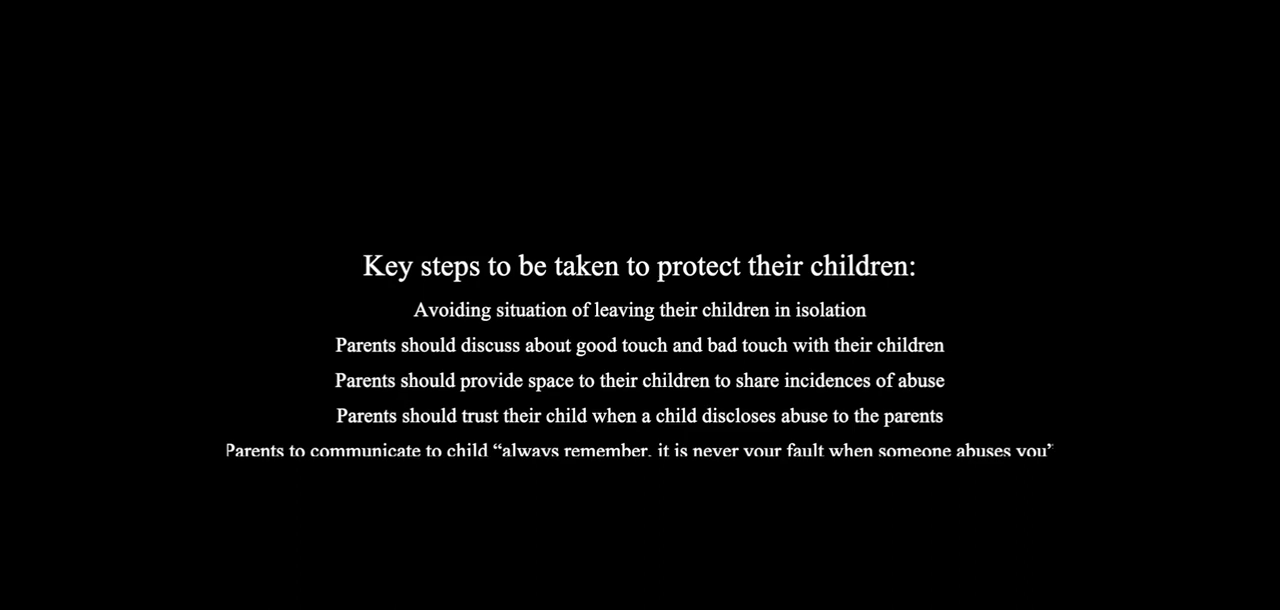 Key steps to be taken to protect their children:
Avoiding situation of leaving their children in isolation
Parents should discuss about good touch and bad touch with their children
Parents should provide space to their children to share incidences of abuse
Parents should trust their child when a child discloses abuse to the parents
Parents to communicate to child “always remember, it is never your fault when someone abuses you”